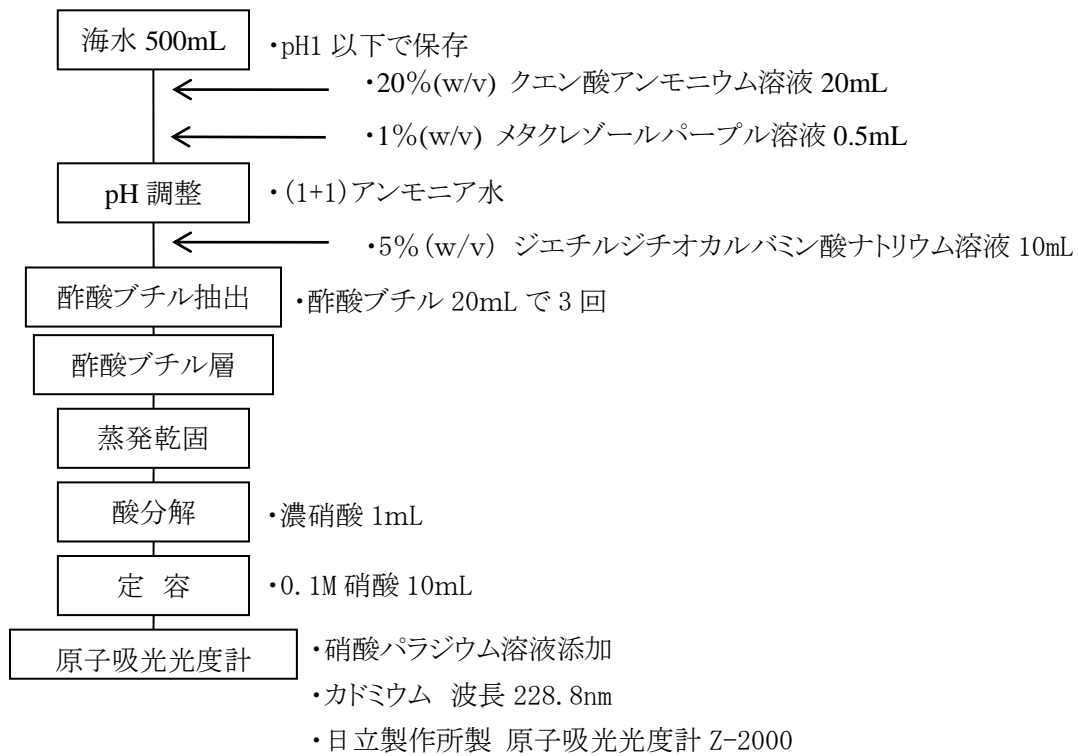 海水 500mL
・pH1 以下で保存
・20%(w/v) クエン酸アンモニウム溶液 20mL
・1%(w/v) メタクレゾールパープル溶液 0.5mL
pH 調整
・(1+1)アンモニア水
・5%(w/v) ジエチルジチオカルバミン酸ナトリウム溶液 10mL
酢酸ブチル抽出
・酢酸ブチル 20mL で 3 回
酢酸ブチル層
蒸発乾固
酸分解
・濃硝酸 1mL
定 容
・0.1M 硝酸 10mL
原子吸光光度計
・硝酸パラジウム溶液添加
・カドミウム 波長 228.8nm
・日立製作所製 原子吸光光度計 Z-2000